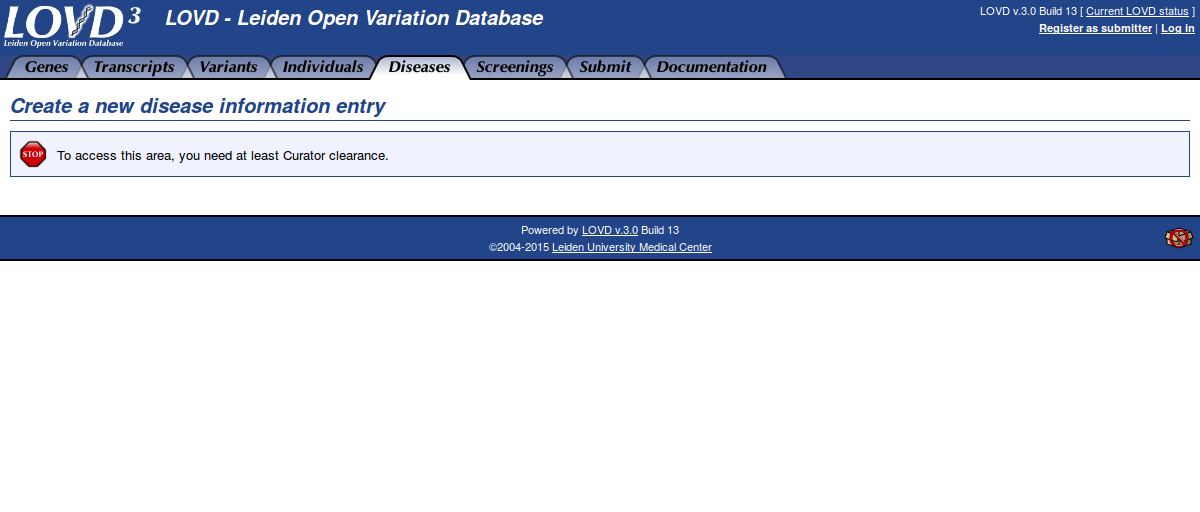 LOVD 3
Leiden Open Variation Database
LOVD - Leiden Open Variation Database
LOVD v.3.0 Build 13 [ Current LOVD status ]
Register as submitter | Log in
Genes Transcripts Variants Individuals Diseases Screenings Submit Documentation
Create a new disease information entry
STOP To access this area, you need at least Curator clearance.
Powered by LOVD v.3.0 Build 13
©2004-2015 Leiden University Medical Center